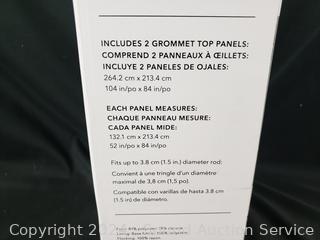 INCLUDES 2 GROMMET TOP PANELS:
COMPREND 2 PANNEAUX À ŒILLETS:
INCLUYE 2 PANELES DE OJALES:
264.2 cm x 213.4 cm
104 in/po x 84 in/po
EACH PANEL MEASURES:
CHAQUE PANNEAU MESURE:
CADA PANEL MIDE:
132.1 cm x 213.4 cm
52 in/po x 84 in/po
Fits up to 3.8 cm (1.5 in.) diameter rod:
Convient à une tringle d'un diamètre
maximal de 3,8 cm (1,5 po).
Compatible con varillas de hasta 3.8 cm
(1.5 in) de diámetro.
Auction Service